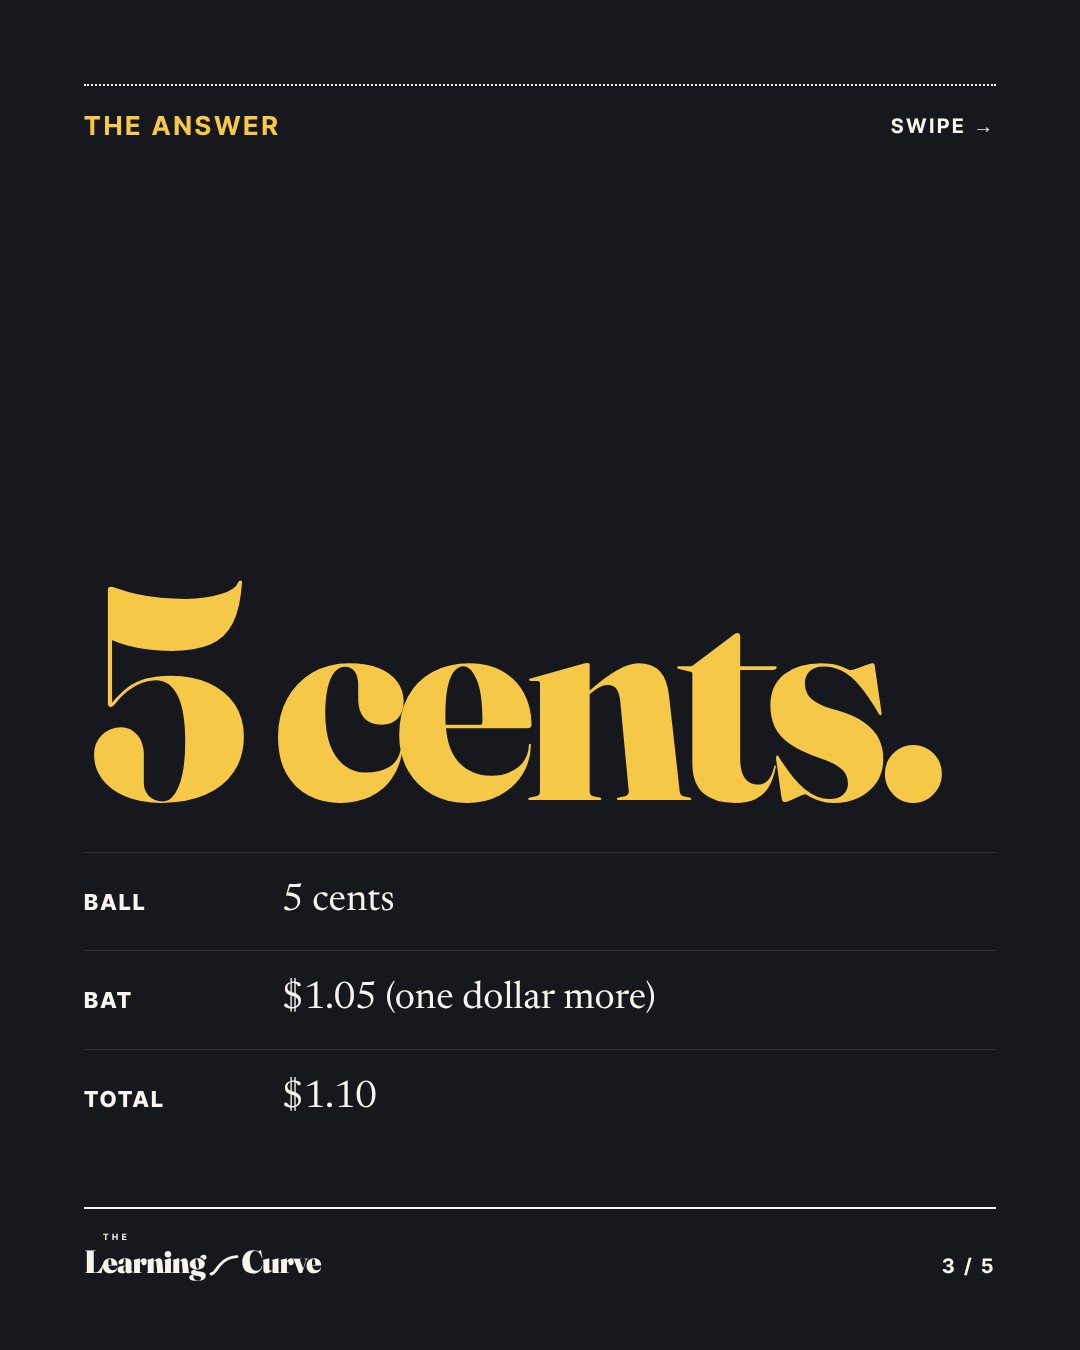 THE ANSWER
SWIPE →
5 cents.
BALL 5 cents
BAT $1.05 (one dollar more)
TOTAL $1.10
THE
Learning Curve
3 / 5